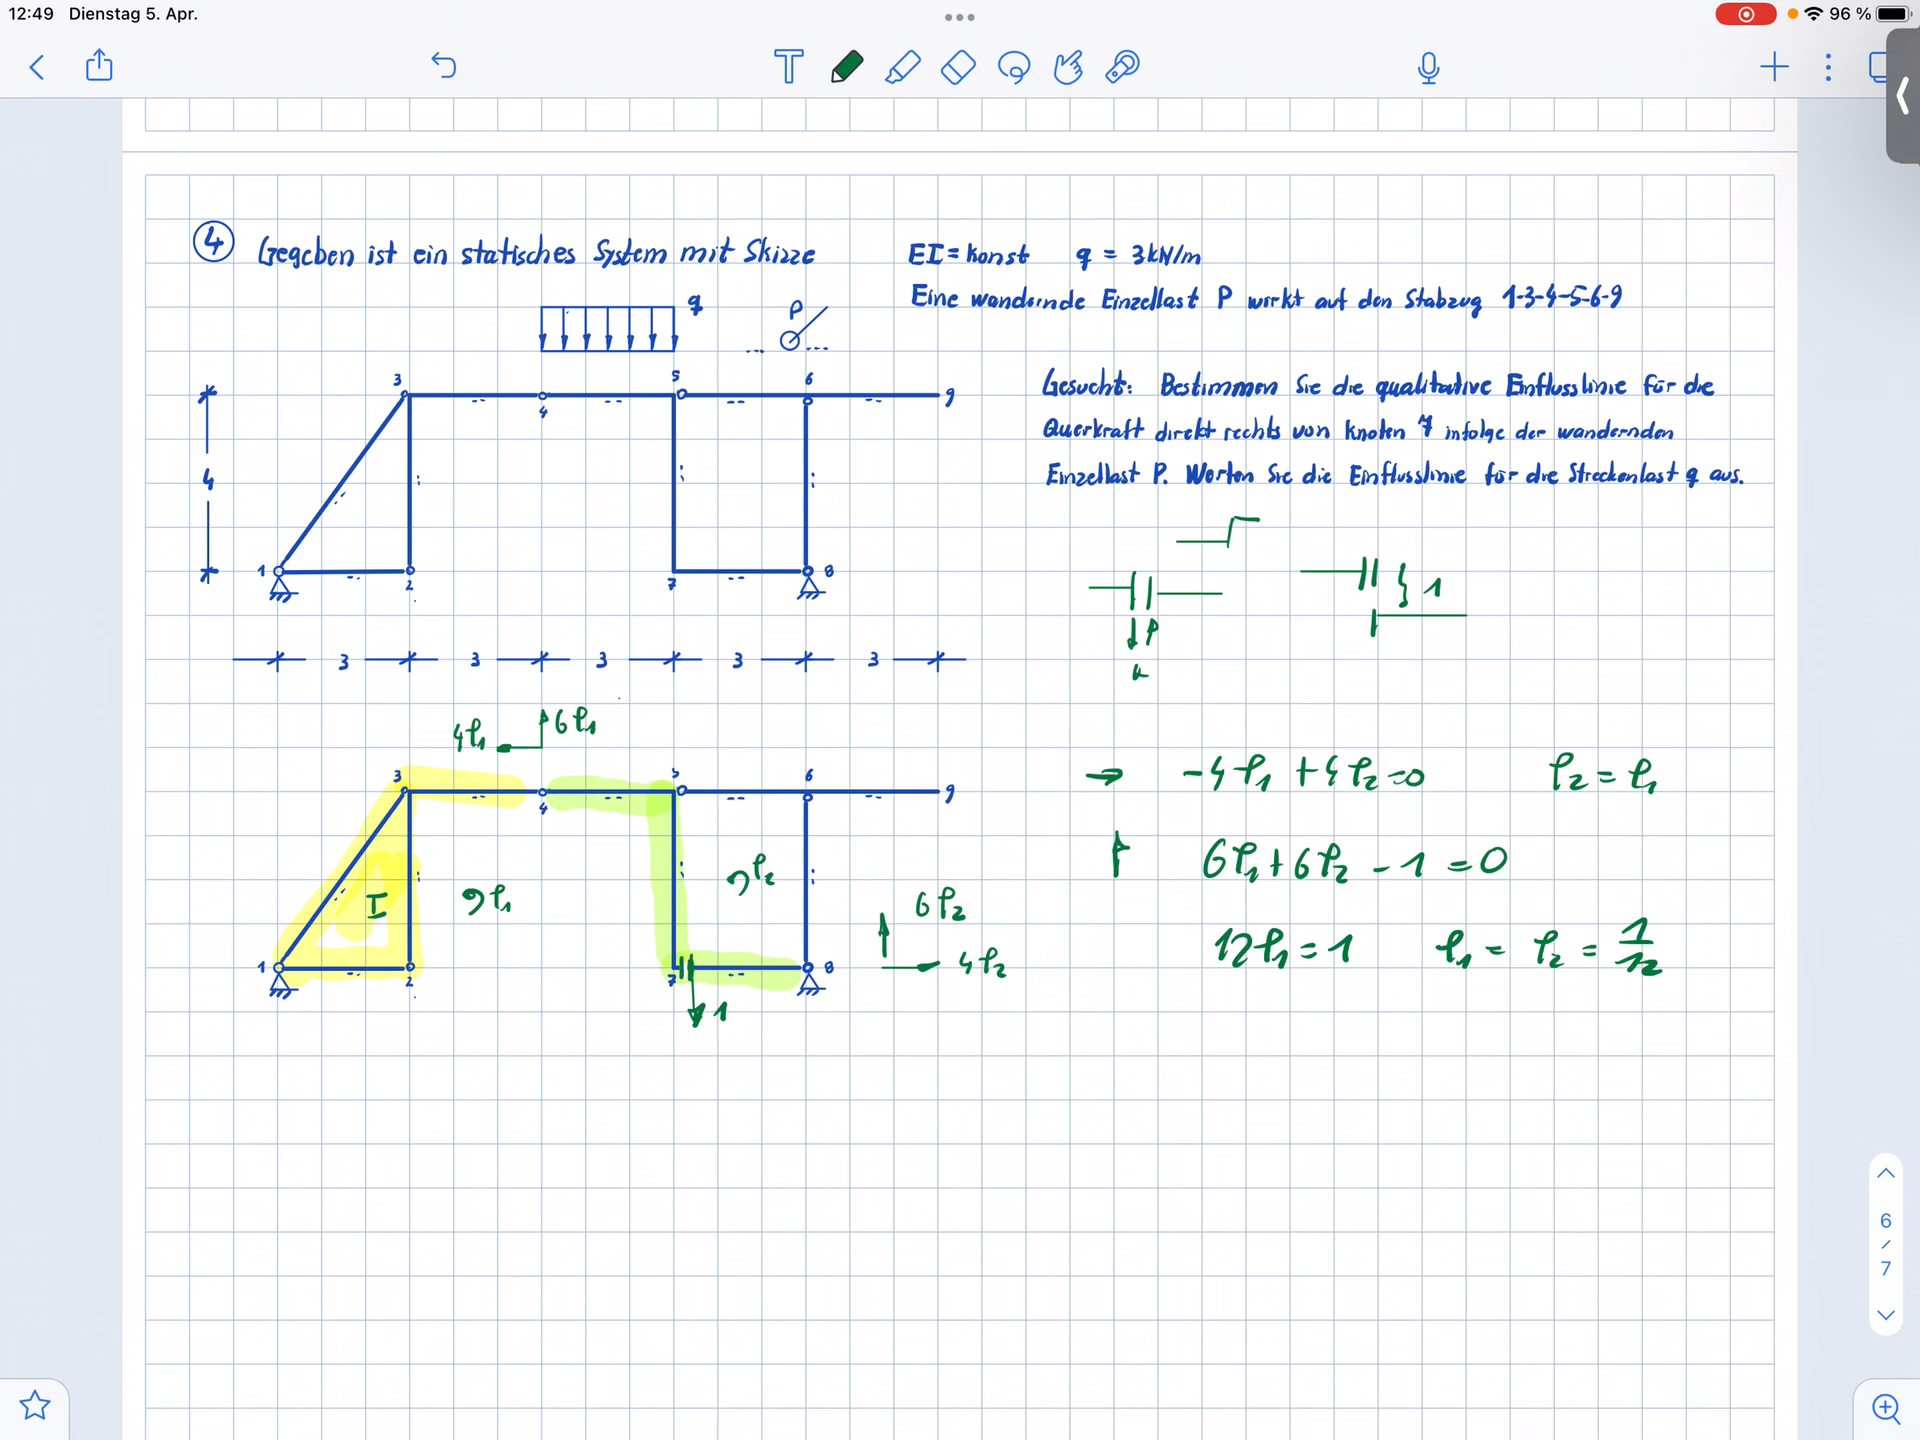 12:49 Dienstag 5. Apr.
96 %
4 Gegeben ist ein statisches System mit Skizze
EI = konst q = 3kN/m
Eine wandernde Einzellast P wirkt auf den Stabzug 1-3-4-5-6-9
q
P
3 5 6
4 9
4
1 2 7 8
3 3 3 3 3
Gesucht: Bestimmen Sie die qualitative Einflusslinie für die
Querkraft direkt rechts von Knoten 7 infolge der wandernden
Einzellast P. Werten Sie die Einflusslinie für die Streckenlast q aus.
1
P
4φ1 6φ1
3 5 6
4 9
I φ1 φ2
1 2 7 8
1
6φ2
4φ2
→ -4φ1 + 4φ2 = 0 φ2 = φ1
↑ 6φ1 + 6φ2 - 1 = 0
12φ1 = 1 φ1 = φ2 = 1/12
6
/
7